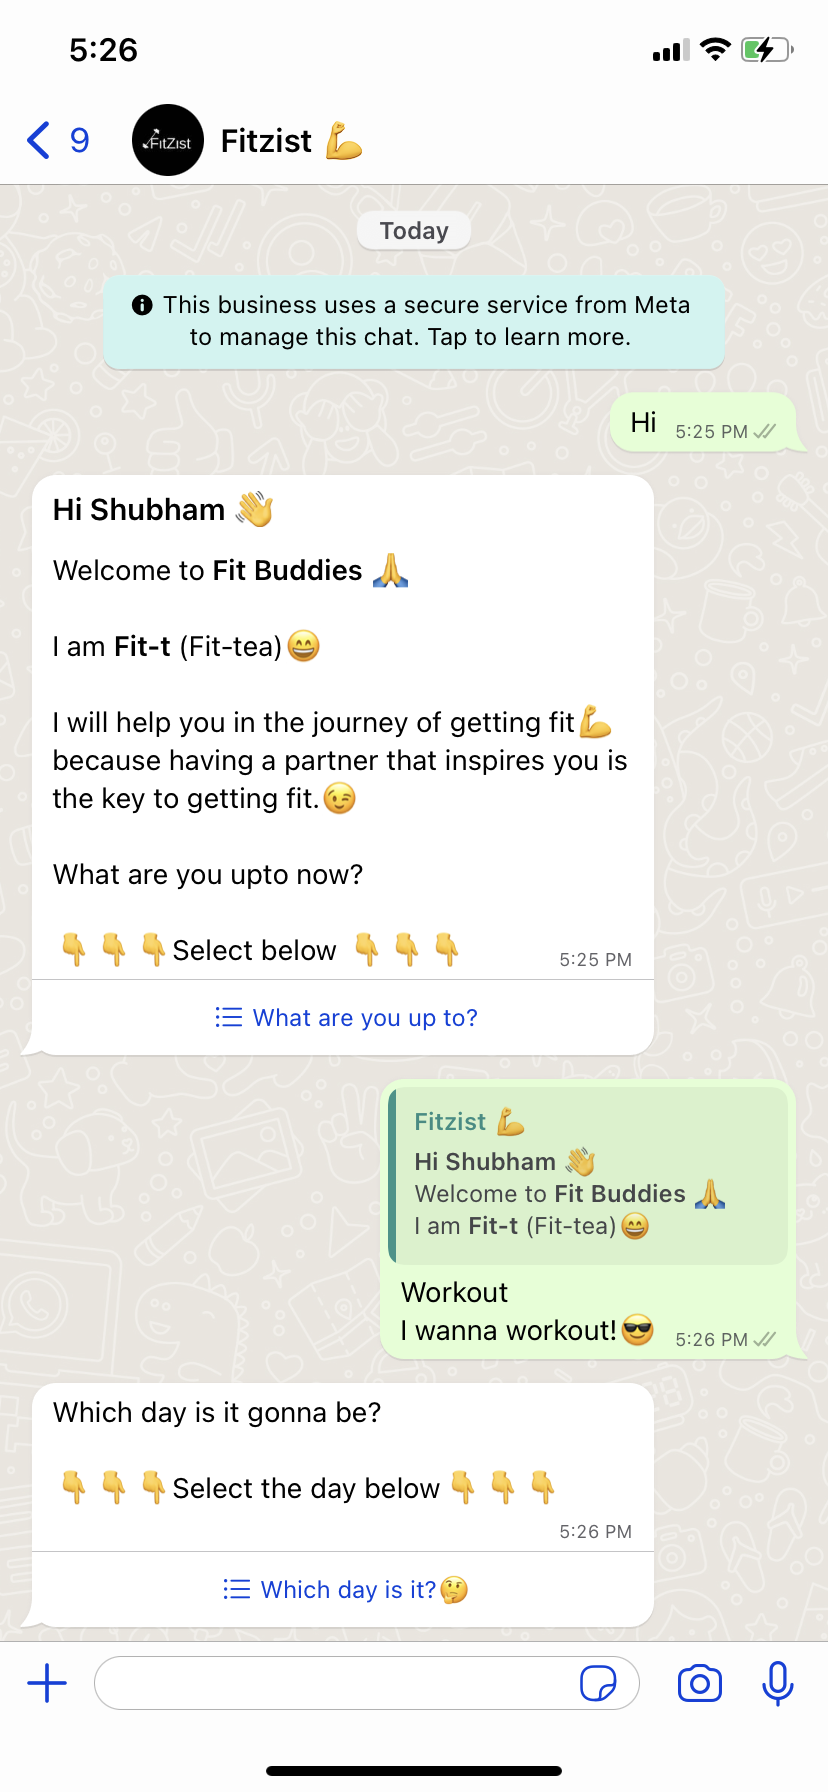 5:26
9
FitZist
Fitzist 💪
Today
This business uses a secure service from Meta
to manage this chat. Tap to learn more.
Hi 5:25 PM
Hi Shubham 👋
Welcome to Fit Buddies 🙏
I am Fit-t (Fit-tea)😄
I will help you in the journey of getting fit💪
because having a partner that inspires you is
the key to getting fit.😉
What are you upto now?
👇👇👇Select below 👇👇👇 5:25 PM
What are you up to?
Fitzist 💪
Hi Shubham 👋
Welcome to Fit Buddies 🙏
I am Fit-t (Fit-tea)😄
Workout
I wanna workout!😎 5:26 PM
Which day is it gonna be?
👇👇👇Select the day below 👇👇👇
5:26 PM
Which day is it?🤔